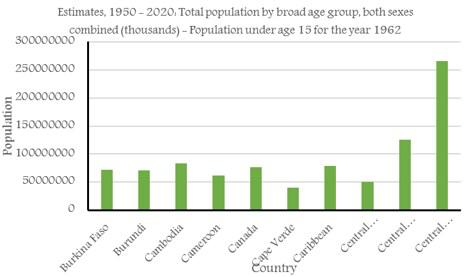 Estimates, 1950 - 2020: Total population by broad age group, both sexes
combined (thousands) - Population under age 15 for the year 1962
Population
300000000
250000000
200000000
150000000
100000000
50000000
0
Burkina Faso
Burundi
Cambodia
Cameroon
Canada
Cape Verde
Caribbean
Central...
Central...
Central...
Country